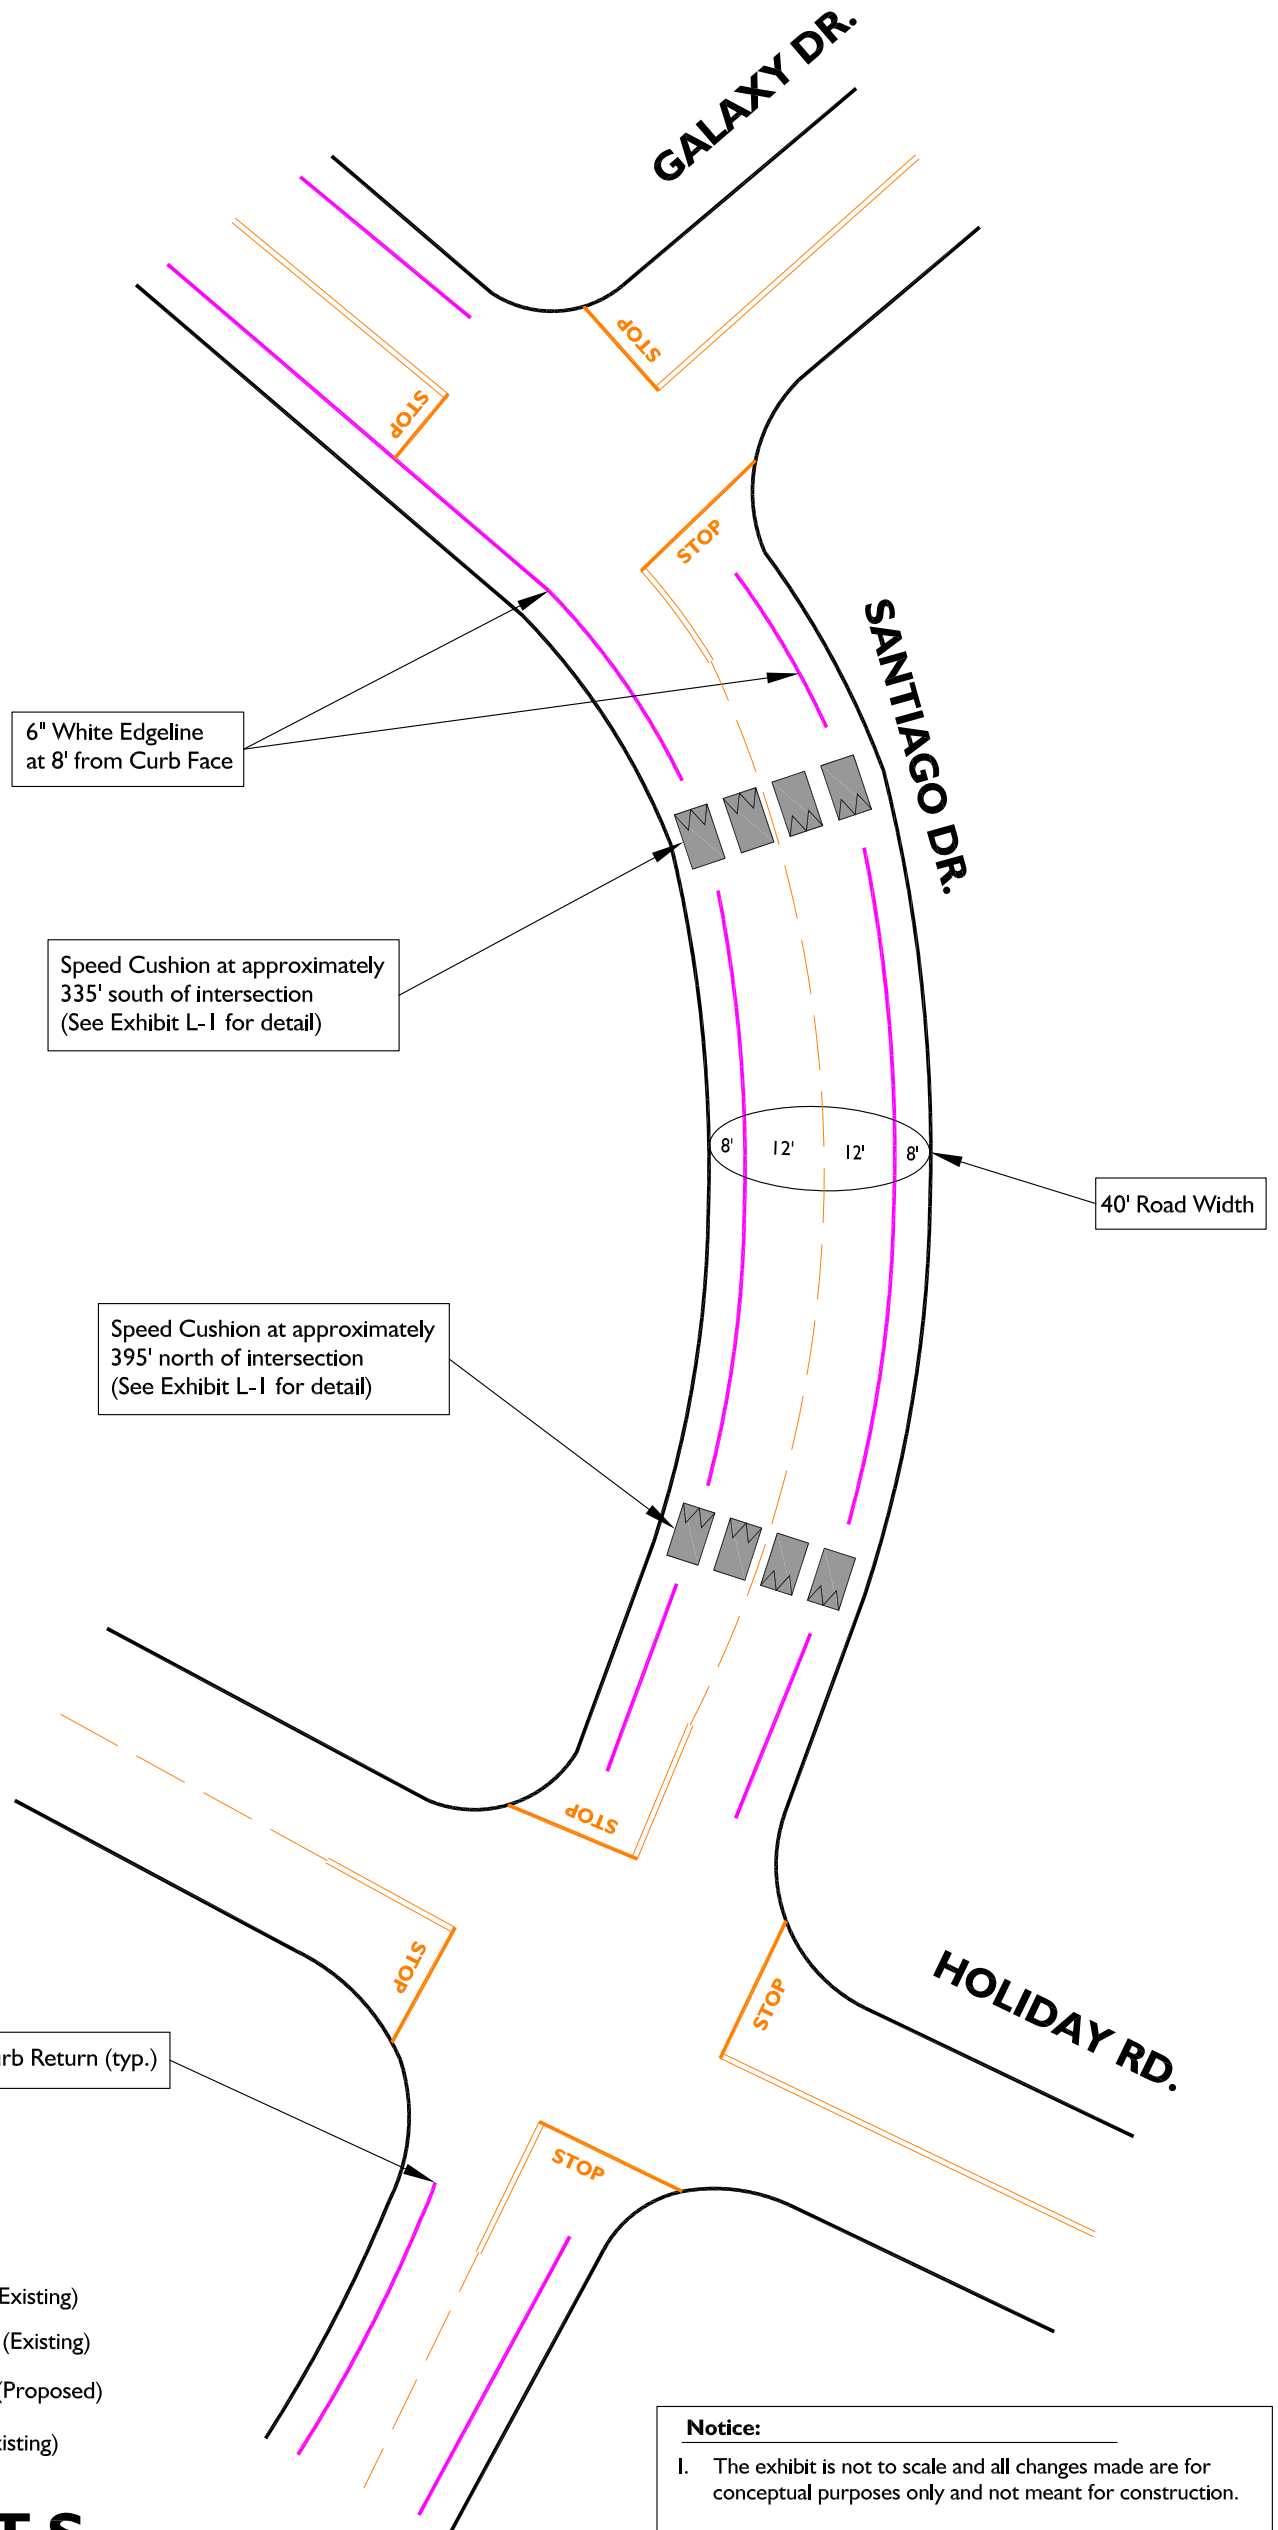 GALAXY DR.
STOP
STOP
STOP
SANTIAGO DR.
6" White Edgeline
at 8' from Curb Face
Speed Cushion at approximately
335' south of intersection
(See Exhibit L-1 for detail)
8' 12' 12' 8'
40' Road Width
Speed Cushion at approximately
395' north of intersection
(See Exhibit L-1 for detail)
STOP
STOP
STOP
HOLIDAY RD.
Return (typ.)
STOP
Existing)
(Existing)
(Proposed)
Notice:
1. The exhibit is not to scale and all changes made are for
conceptual purposes only and not meant for construction.